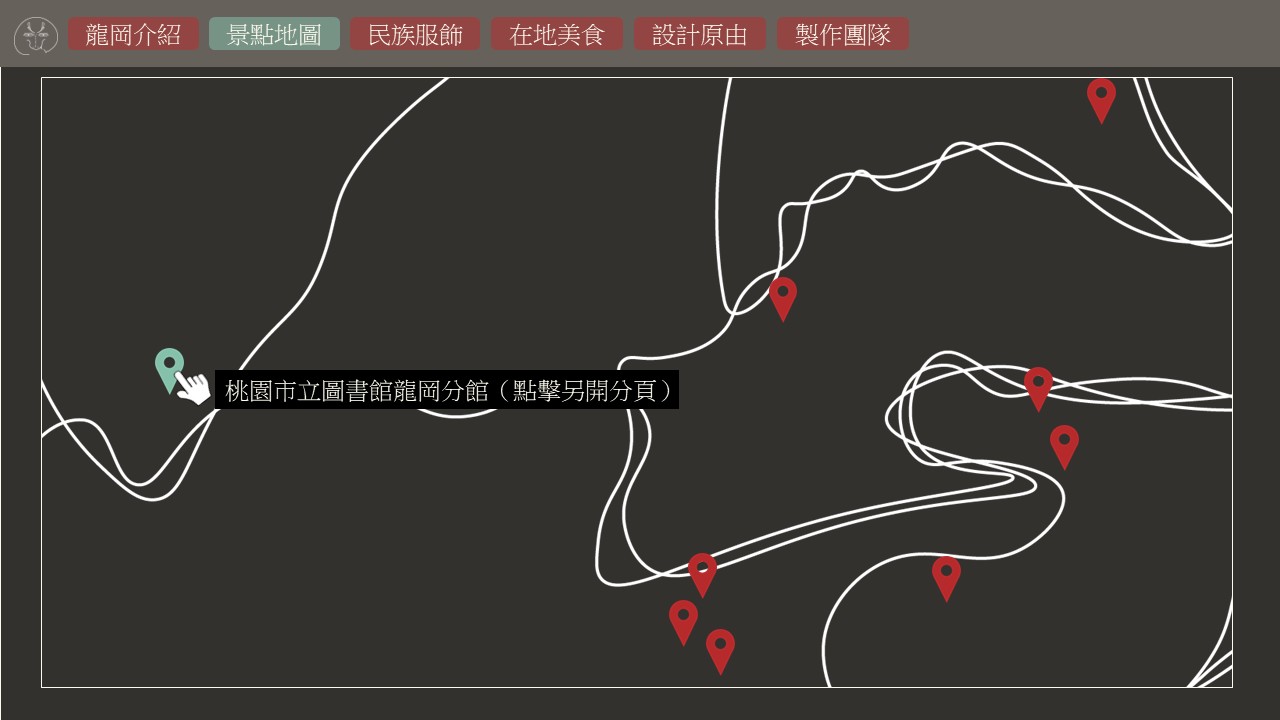 龍岡介紹
景點地圖
民族服飾
在地美食
設計原由
製作團隊
桃園市立圖書館龍岡分館（點擊另開分頁）